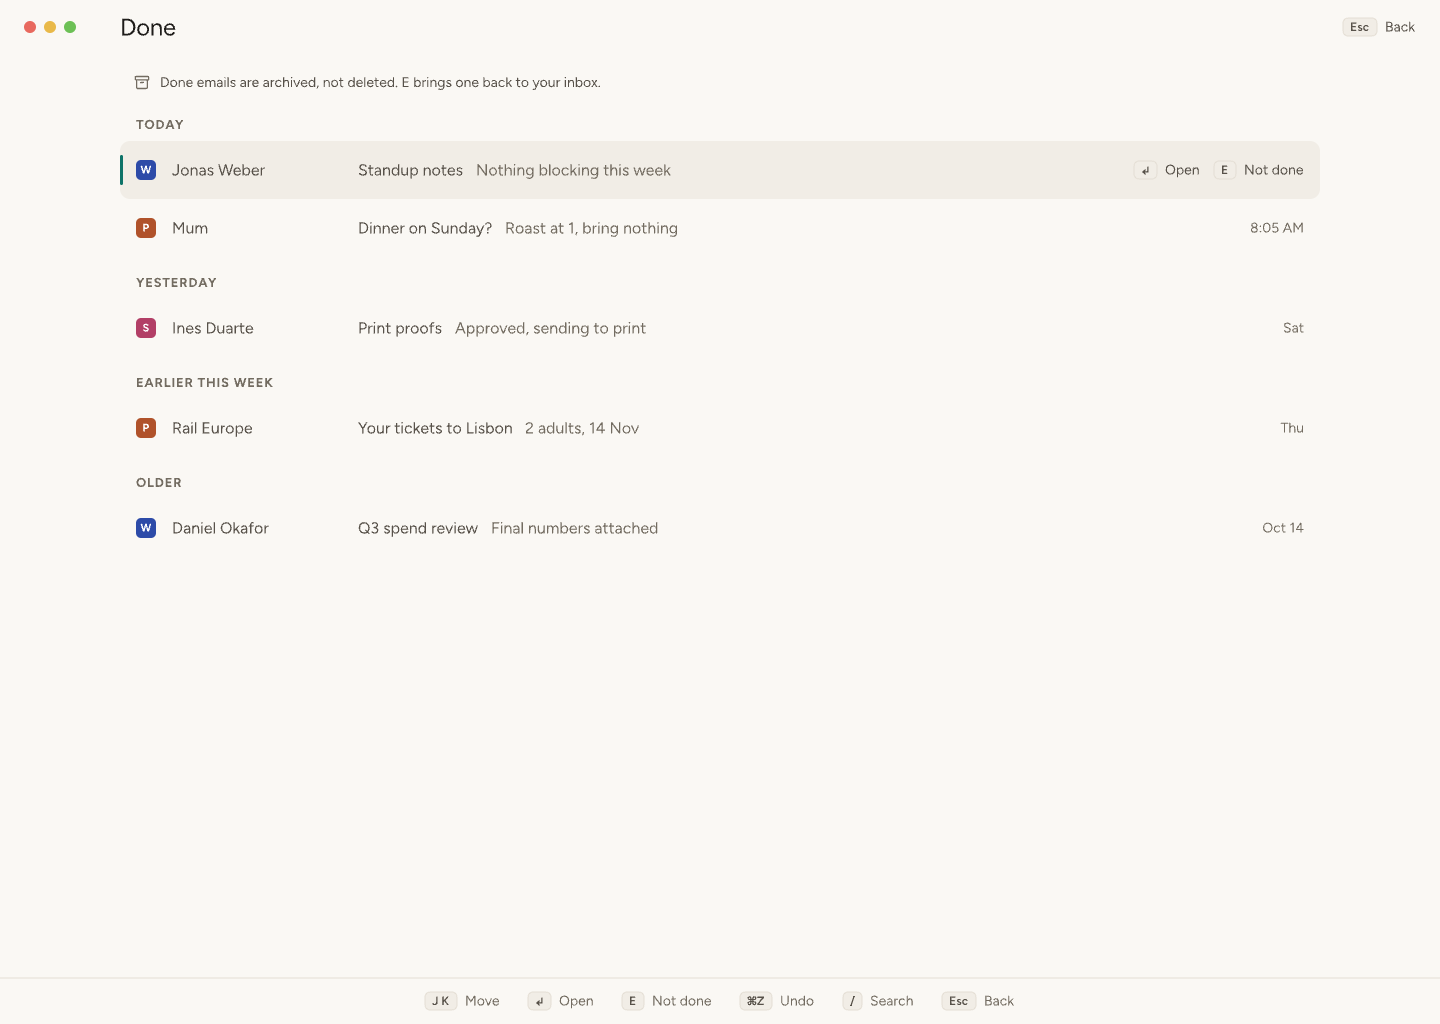 Done
Esc Back
Done emails are archived, not deleted. E brings one back to your inbox.
TODAY
W Jonas Weber Standup notes Nothing blocking this week ↲ Open E Not done
P Mum Dinner on Sunday? Roast at 1, bring nothing 8:05 AM
YESTERDAY
S Ines Duarte Print proofs Approved, sending to print Sat
EARLIER THIS WEEK
P Rail Europe Your tickets to Lisbon 2 adults, 14 Nov Thu
OLDER
W Daniel Okafor Q3 spend review Final numbers attached Oct 14
J K Move ↲ Open E Not done ⌘Z Undo / Search Esc Back